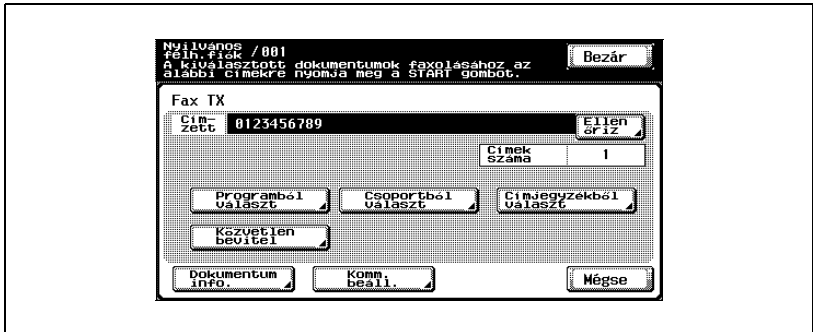 Nyilvános
félh.fiók /001
A kiválasztott dokumentumok faxolásához az
alábbi címekre nyomja meg a START gombot.
Bezár
Fax TX
Cím-
zett
0123456789
Ellen
őriz
Címek
száma
1
Programból
választ
Csoportból
választ
Címjegyzékből
választ
Közvetlen
bevitel
Dokumentum
info.
Komm.
beáll.
Mégse